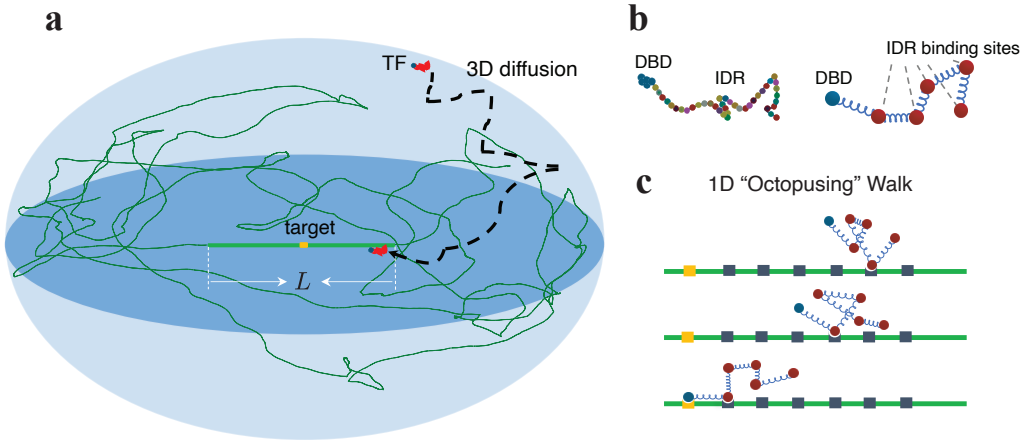 a
TF
3D diffusion
target
L
b
DBD
IDR
DBD
IDR binding sites
c
1D “Octopusing” Walk